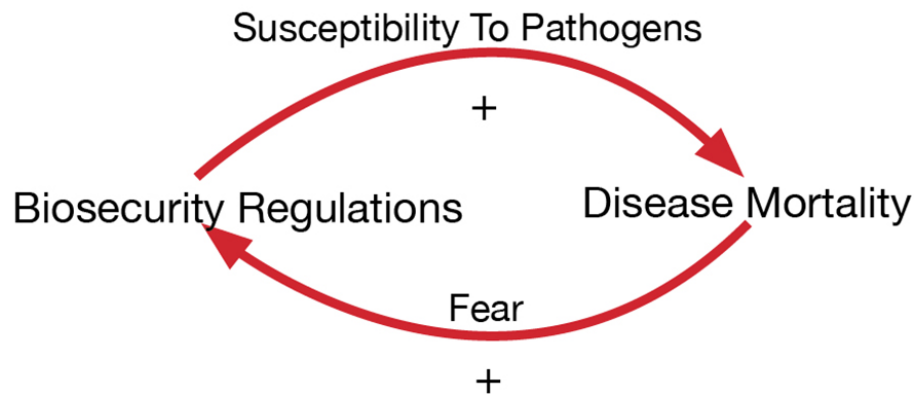 Susceptibility To Pathogens
+
Biosecurity Regulations
Disease Mortality
Fear
+